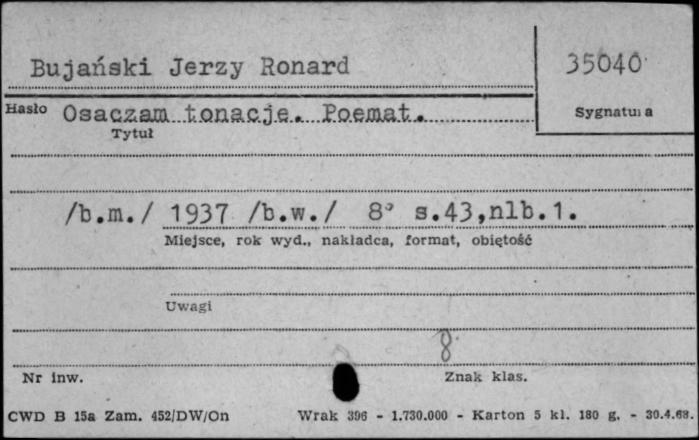 Bujański Jerzy Ronard
35040
Hasło Osaczam tonacje. Poemat.
Sygnatura
Tytuł
/b.m./ 1937 /b.w./ 8° s.43,nlb.1.
Miejsce, rok wyd., nakładca, format, obiętość
Uwagi
8
Nr inw.
Znak klas.
CWD B 15a Zam. 452/DW/On Wrak 396 - 1.730.000 - Karton 5 kl. 180 g. - 30.4.68.